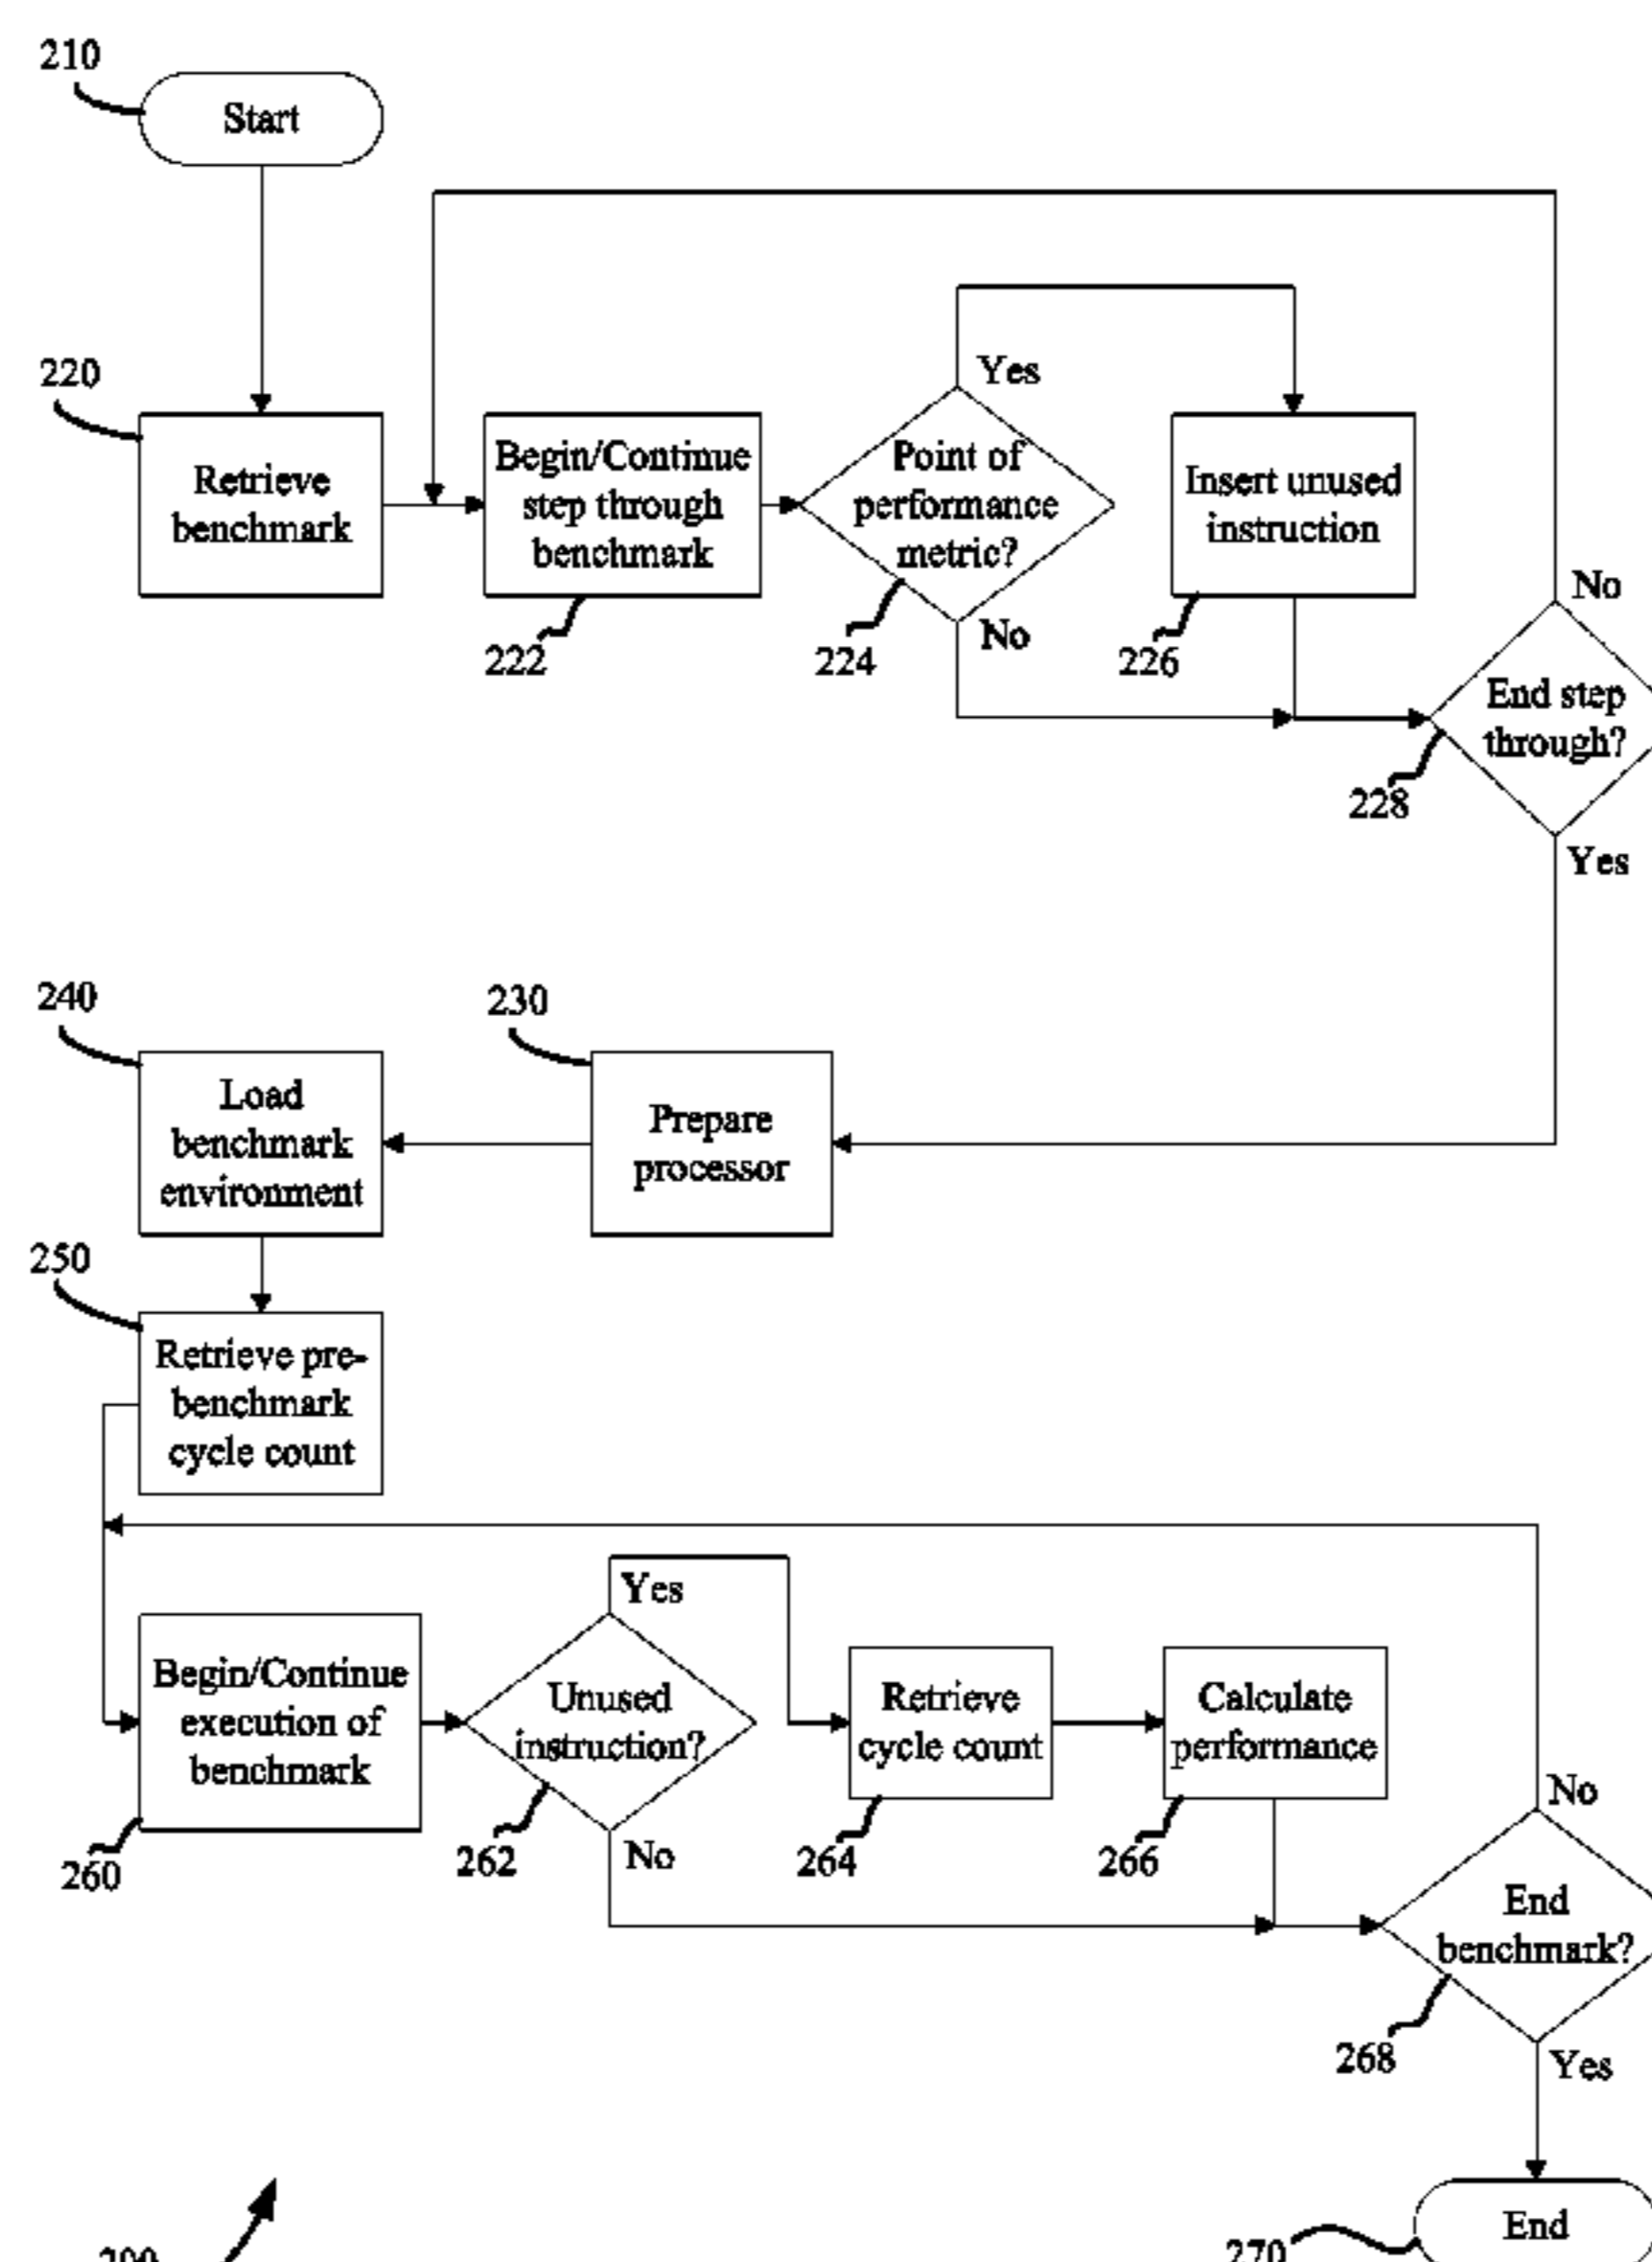 210
Start
220
Retrieve
benchmark
Begin/Continue
step through
benchmark
222
Yes
Point of
performance
metric?
224
No
Insert unused
instruction
226
No
End step
through?
228
Yes
240
Load
benchmark
environment
230
Prepare
processor
250
Retrieve pre-
benchmark
cycle count
Begin/Continue
execution of
benchmark
260
Yes
Unused
instruction?
262
No
Retrieve
cycle count
264
Calculate
performance
266
No
End
benchmark?
268
Yes
End
270
200